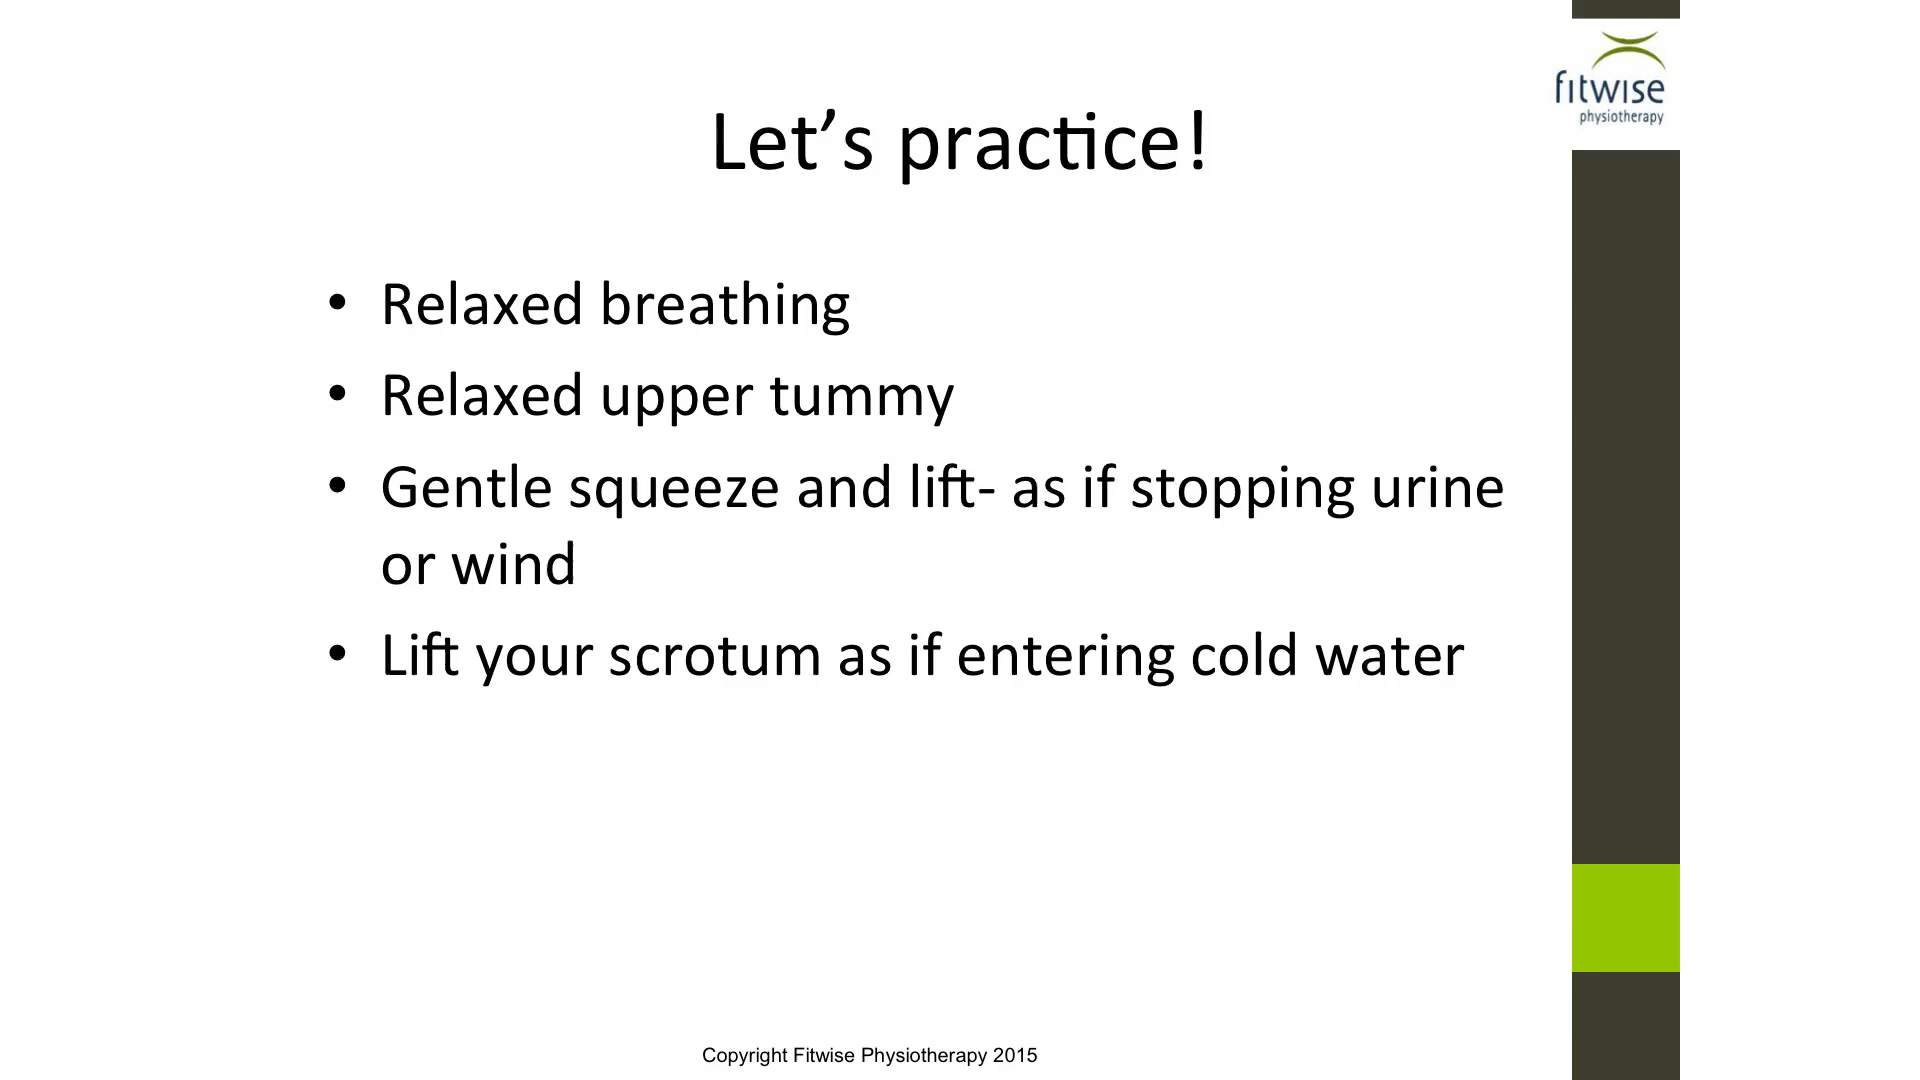 fitwise
physiotherapy
Let’s practice!
• Relaxed breathing
• Relaxed upper tummy
• Gentle squeeze and lift- as if stopping urine
or wind
• Lift your scrotum as if entering cold water
Copyright Fitwise Physiotherapy 2015